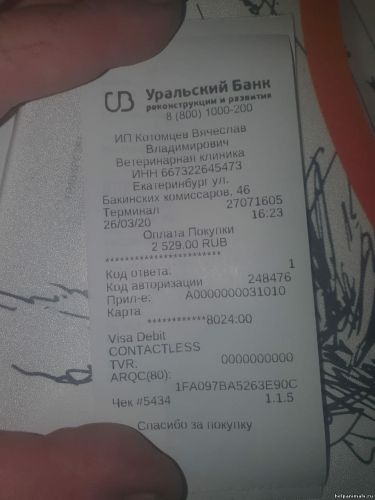 UB Уральский Банк
реконструкции и развития
8 (800) 1000-200
ИП Котомцев Вячеслав
Владимирович
Ветеринарная клиника
ИНН 667322645473
Екатеринбург ул.
Бакинских комиссаров, 46
Терминал 27071605
26/03/20 16:23
Оплата Покупки
2 529.00 RUB
************************
Код ответа: 1
Код авторизации 248476
Прил-е: A0000000031010
Карта
************8024:00
Visa Debit
CONTACTLESS
TVR: 0000000000
ARQC(80):
1FA097BA5263E90C
Чек #5434 1.1.5
Спасибо за покупку
helpanimals.ru